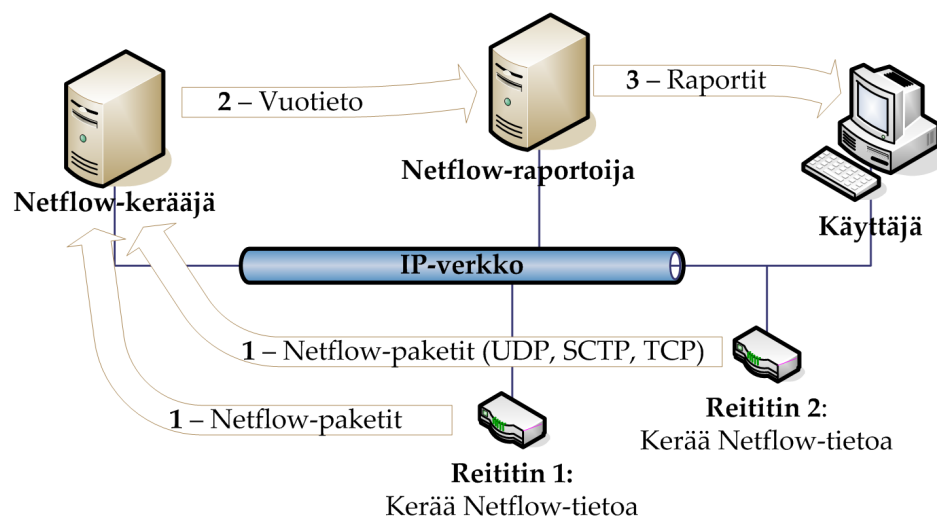 2 – Vuotieto
3 – Raportit
Netflow-kerääjä
Netflow-raportoija
Käyttäjä
IP-verkko
1 – Netflow-paketit (UDP, SCTP, TCP)
1 – Netflow-paketit
Reititin 2:
Kerää Netflow-tietoa
Reititin 1:
Kerää Netflow-tietoa